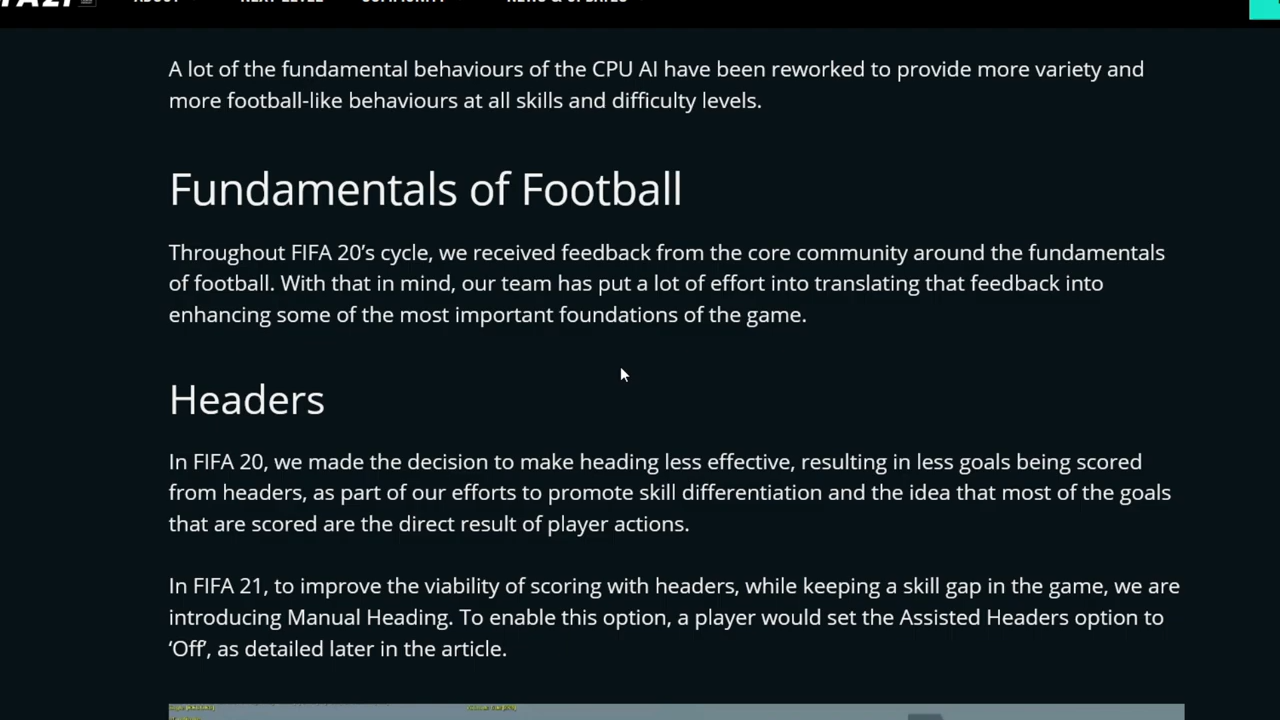 ABOUT NEXT LEVEL COMMUNITY NEWS & UPDATES
A lot of the fundamental behaviours of the CPU AI have been reworked to provide more variety and
more football-like behaviours at all skills and difficulty levels.
Fundamentals of Football
Throughout FIFA 20’s cycle, we received feedback from the core community around the fundamentals
of football. With that in mind, our team has put a lot of effort into translating that feedback into
enhancing some of the most important foundations of the game.
Headers
In FIFA 20, we made the decision to make heading less effective, resulting in less goals being scored
from headers, as part of our efforts to promote skill differentiation and the idea that most of the goals
that are scored are the direct result of player actions.
In FIFA 21, to improve the viability of scoring with headers, while keeping a skill gap in the game, we are
introducing Manual Heading. To enable this option, a player would set the Assisted Headers option to
‘Off’, as detailed later in the article.